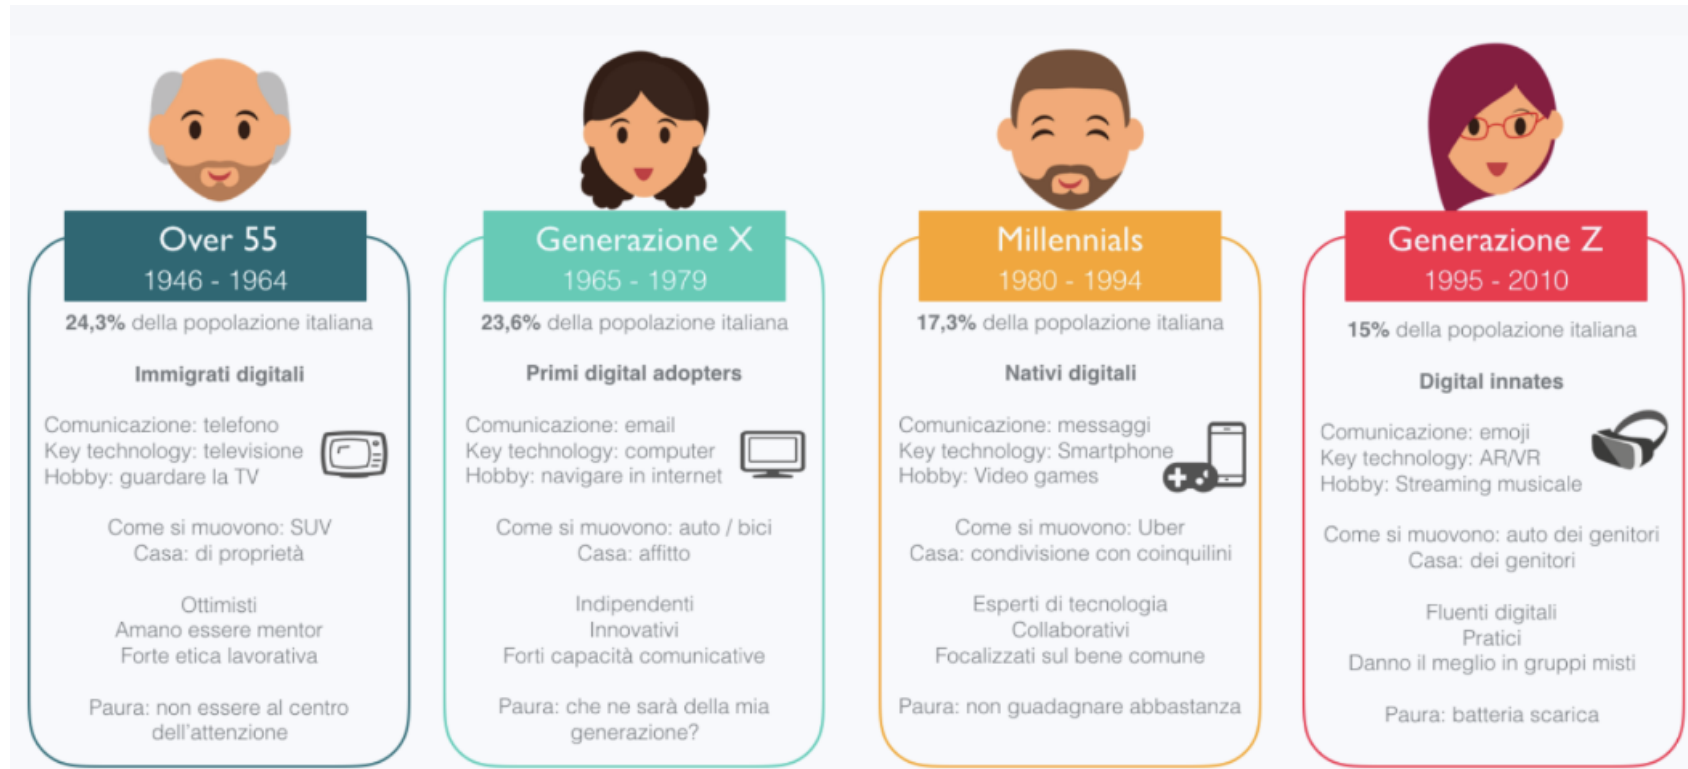 Over 55
1946 - 1964
24,3% della popolazione italiana
Immigrati digitali
Comunicazione: telefono
Key technology: televisione
Hobby: guardare la TV
Come si muovono: SUV
Casa: di proprietà
Ottimisti
Amano essere mentor
Forte etica lavorativa
Paura: non essere al centro
dell'attenzione
Generazione X
1965 - 1979
23,6% della popolazione italiana
Primi digital adopters
Comunicazione: email
Key technology: computer
Hobby: navigare in internet
Come si muovono: auto / bici
Casa: affitto
Indipendenti
Innovativi
Forti capacità comunicative
Paura: che ne sarà della mia
generazione?
Millennials
1980 - 1994
17,3% della popolazione italiana
Nativi digitali
Comunicazione: messaggi
Key technology: Smartphone
Hobby: Video games
Come si muovono: Uber
Casa: condivisione con coinquilini
Esperti di tecnologia
Collaborativi
Focalizzati sul bene comune
Paura: non guadagnare abbastanza
Generazione Z
1995 - 2010
15% della popolazione italiana
Digital innates
Comunicazione: emoji
Key technology: AR/VR
Hobby: Streaming musicale
Come si muovono: auto dei genitori
Casa: dei genitori
Fluenti digitali
Pratici
Danno il meglio in gruppi misti
Paura: batteria scarica